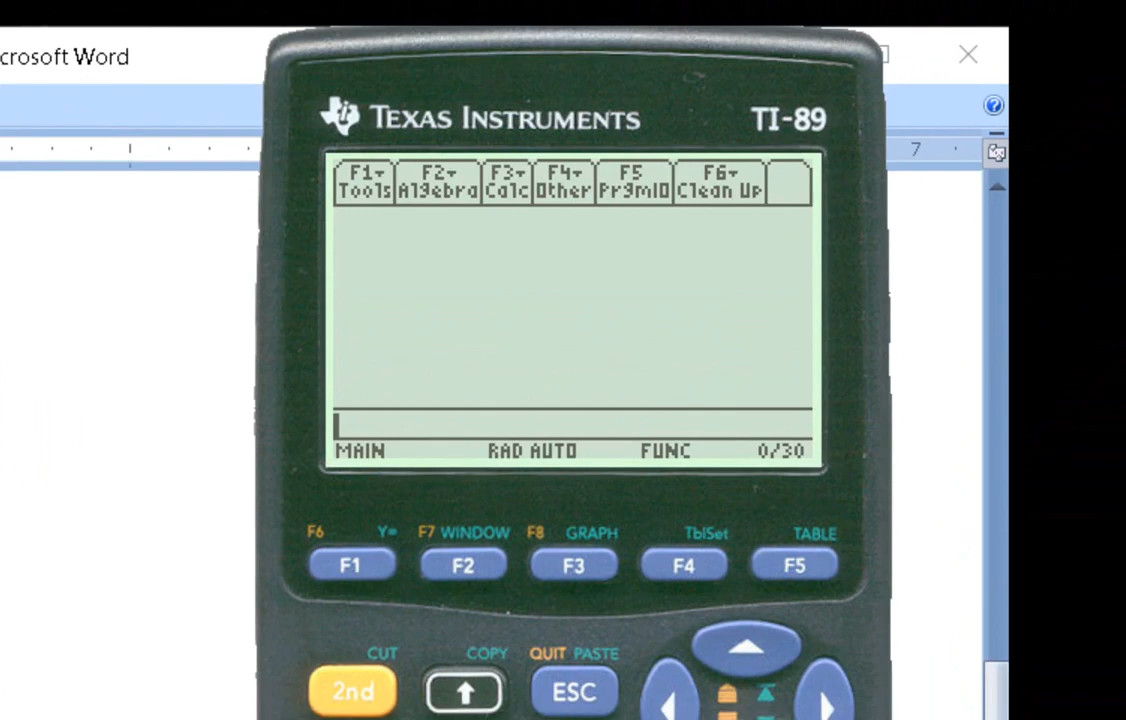 crosoft Word
TEXAS INSTRUMENTS TI-89
7
F1 F2 F3 F4 F5 F6
Tools Algebra Calc Other PrgmIO Clean Up
MAIN RAD AUTO FUNC 0/30
F6 Y= F7 WINDOW F8 GRAPH TblSet TABLE
F1 F2 F3 F4 F5
CUT COPY QUIT PASTE
2nd ESC